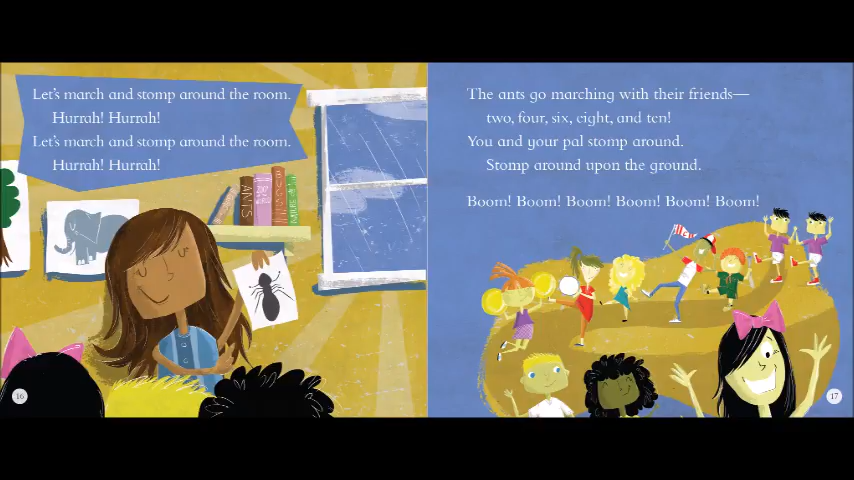 Let's march and stomp around the room.
Hurrah! Hurrah!
Let's march and stomp around the room.
Hurrah! Hurrah!
ANTS
16
The ants go marching with their friends—
two, four, six, eight, and ten!
You and your pal stomp around.
Stomp around upon the ground.
Boom! Boom! Boom! Boom! Boom! Boom!
17